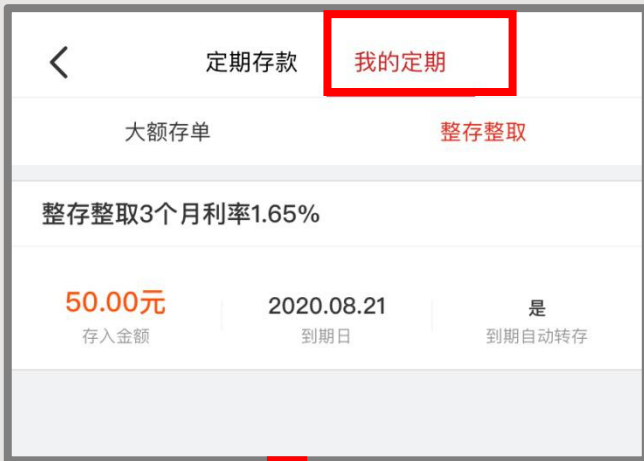 定期存款 我的定期
大额存单 整存整取
整存整取3个月利率1.65%
50.00元 2020.08.21 是
存入金额 到期日 到期自动转存